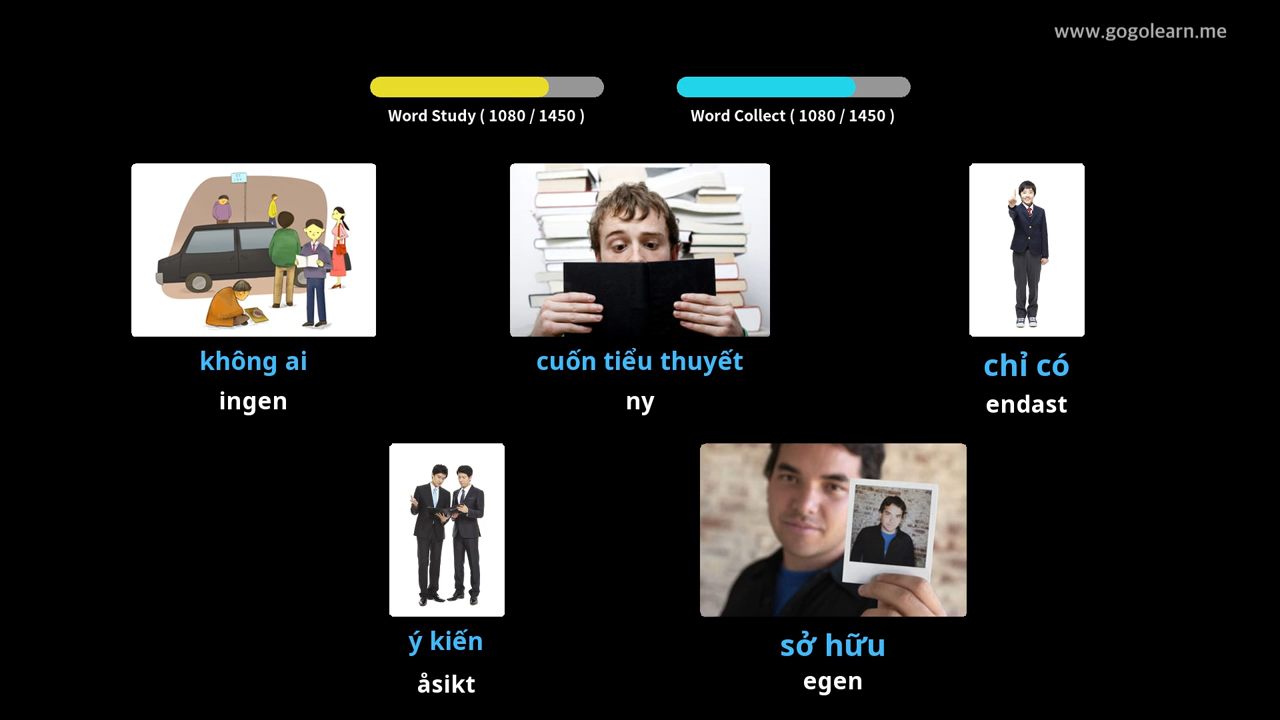 www.gogolearn.me
Word Study ( 1080 / 1450 )
Word Collect ( 1080 / 1450 )
không ai
ingen
cuốn tiểu thuyết
ny
chỉ có
endast
ý kiến
åsikt
sở hữu
egen